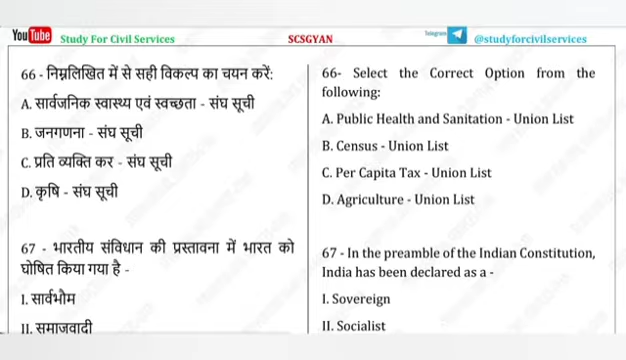 You Tube Study For Civil Services SCSGYAN Telegram @studyforcivilservices
66 - निम्नलिखित में से सही विकल्प का चयन करें:
A. सार्वजनिक स्वास्थ्य एवं स्वच्छता - संघ सूची
B. जनगणना - संघ सूची
C. प्रति व्यक्ति कर - संघ सूची
D. कृषि - संघ सूची
67 - भारतीय संविधान की प्रस्तावना में भारत को
घोषित किया गया है -
I. सार्वभौम
II. समाजवादी
66- Select the Correct Option from the
following:
A. Public Health and Sanitation - Union List
B. Census - Union List
C. Per Capita Tax - Union List
D. Agriculture - Union List
67 - In the preamble of the Indian Constitution,
India has been declared as a -
I. Sovereign
II. Socialist